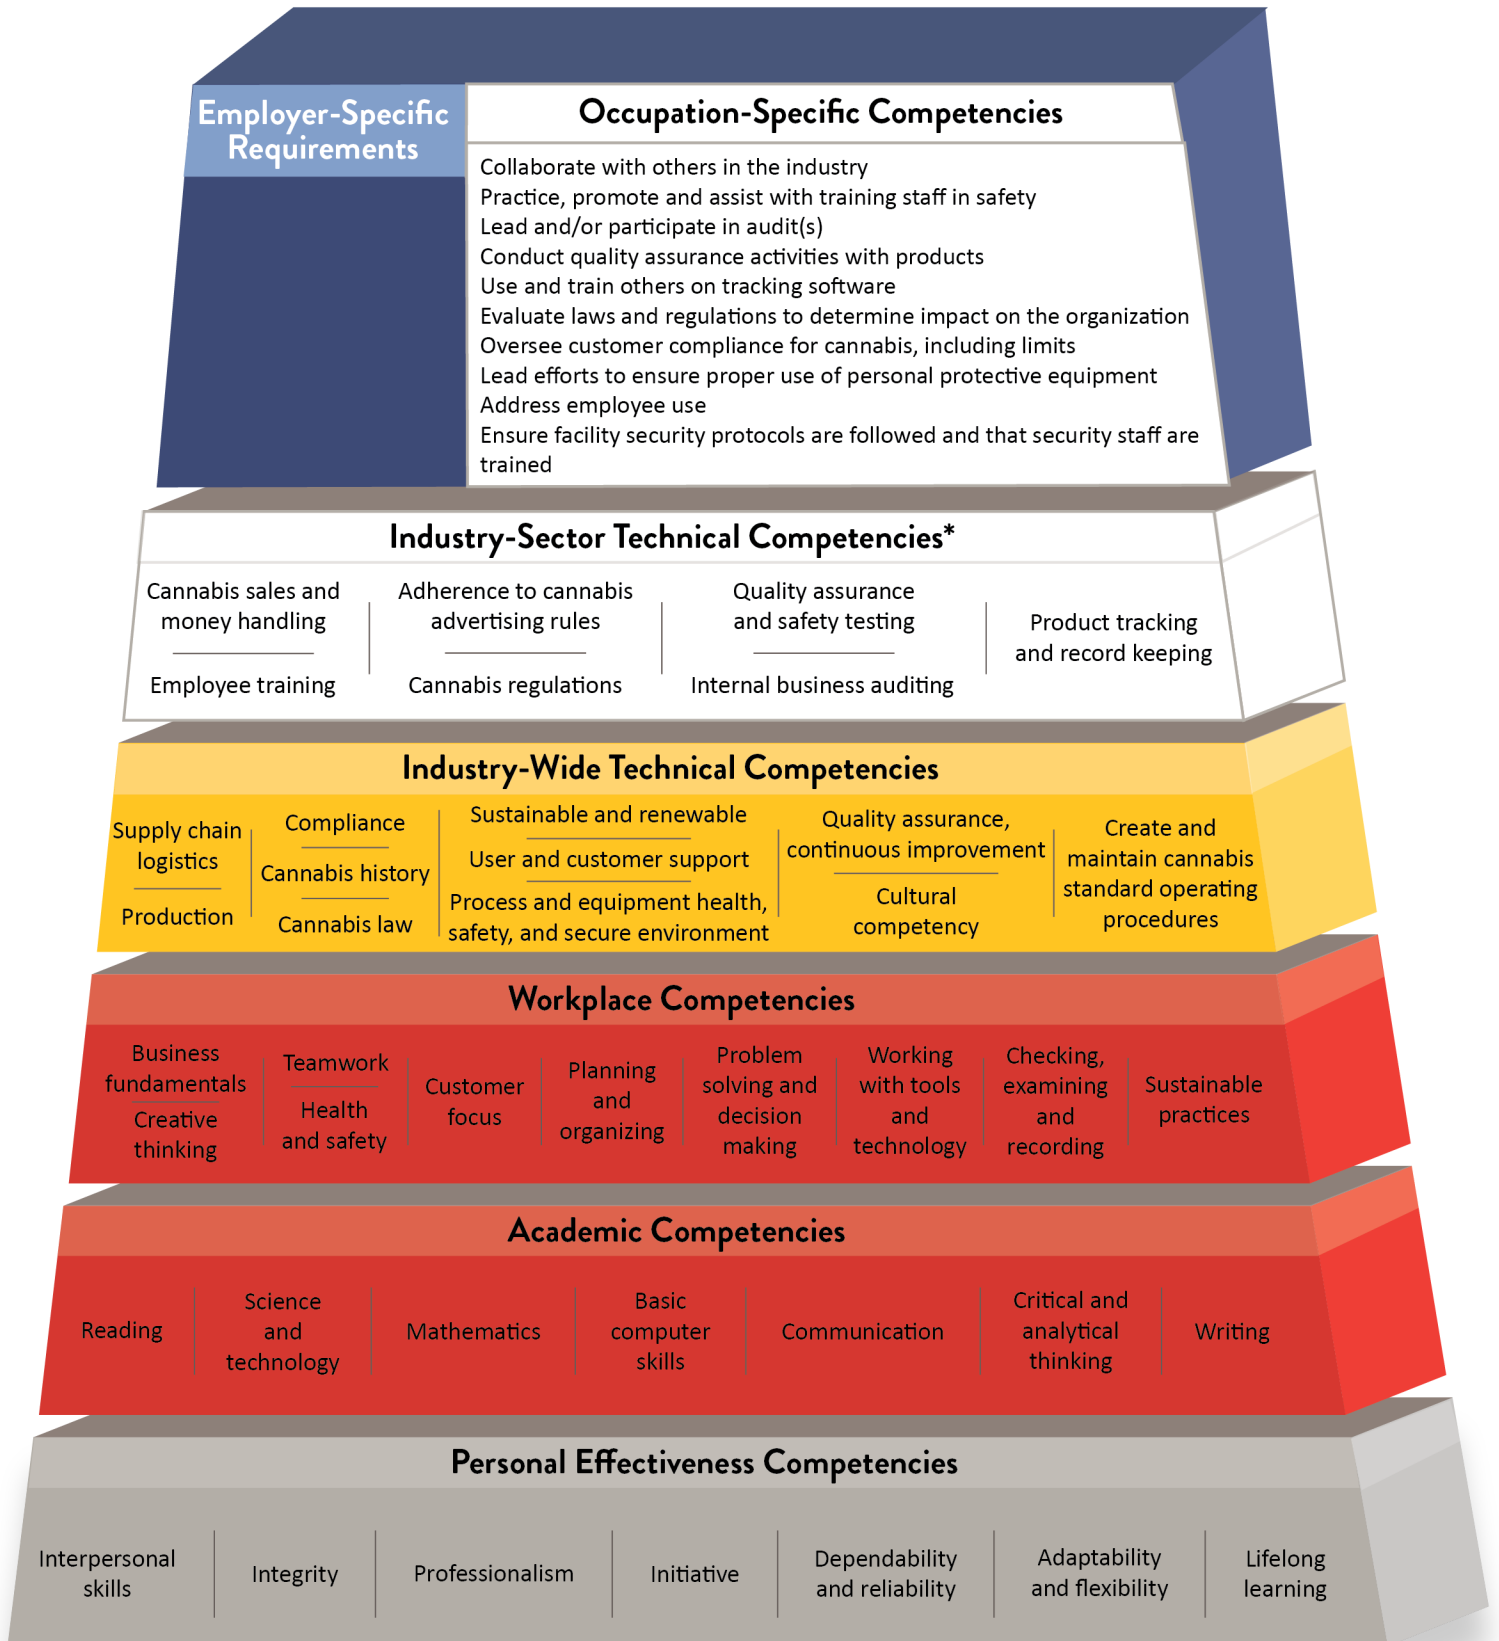 Employer-Specific
Requirements
Occupation-Specific Competencies
Collaborate with others in the industry
Practice, promote and assist with training staff in safety
Lead and/or participate in audit(s)
Conduct quality assurance activities with products
Use and train others on tracking software
Evaluate laws and regulations to determine impact on the organization
Oversee customer compliance for cannabis, including limits
Lead efforts to ensure proper use of personal protective equipment
Address employee use
Ensure facility security protocols are followed and that security staff are
trained
Industry-Sector Technical Competencies*
Cannabis sales and
money handling
Employee training
Adherence to cannabis
advertising rules
Cannabis regulations
Quality assurance
and safety testing
Internal business auditing
Product tracking
and record keeping
Industry-Wide Technical Competencies
Supply chain
logistics
Production
Compliance
Cannabis history
Cannabis law
Sustainable and renewable
User and customer support
Process and equipment health,
safety, and secure environment
Quality assurance,
continuous improvement
Cultural
competency
Create and
maintain cannabis
standard operating
procedures
Workplace Competencies
Business
fundamentals
Creative
thinking
Teamwork
Health
and safety
Customer
focus
Planning
and
organizing
Problem
solving and
decision
making
Working
with tools
and
technology
Checking,
examining
and
recording
Sustainable
practices
Academic Competencies
Reading
Science
and
technology
Mathematics
Basic
computer
skills
Communication
Critical and
analytical
thinking
Writing
Personal Effectiveness Competencies
Interpersonal
skills
Integrity
Professionalism
Initiative
Dependability
and reliability
Adaptability
and flexibility
Lifelong
learning